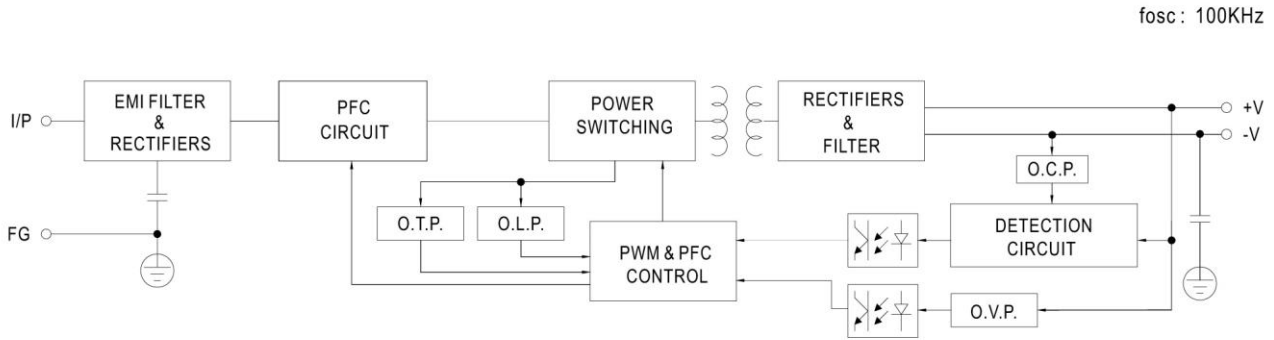 fosc : 100KHz
I/P
EMI FILTER
&
RECTIFIERS
PFC
CIRCUIT
POWER
SWITCHING
RECTIFIERS
&
FILTER
+V
-V
O.C.P.
FG
O.T.P.
O.L.P.
PWM & PFC
CONTROL
DETECTION
CIRCUIT
O.V.P.